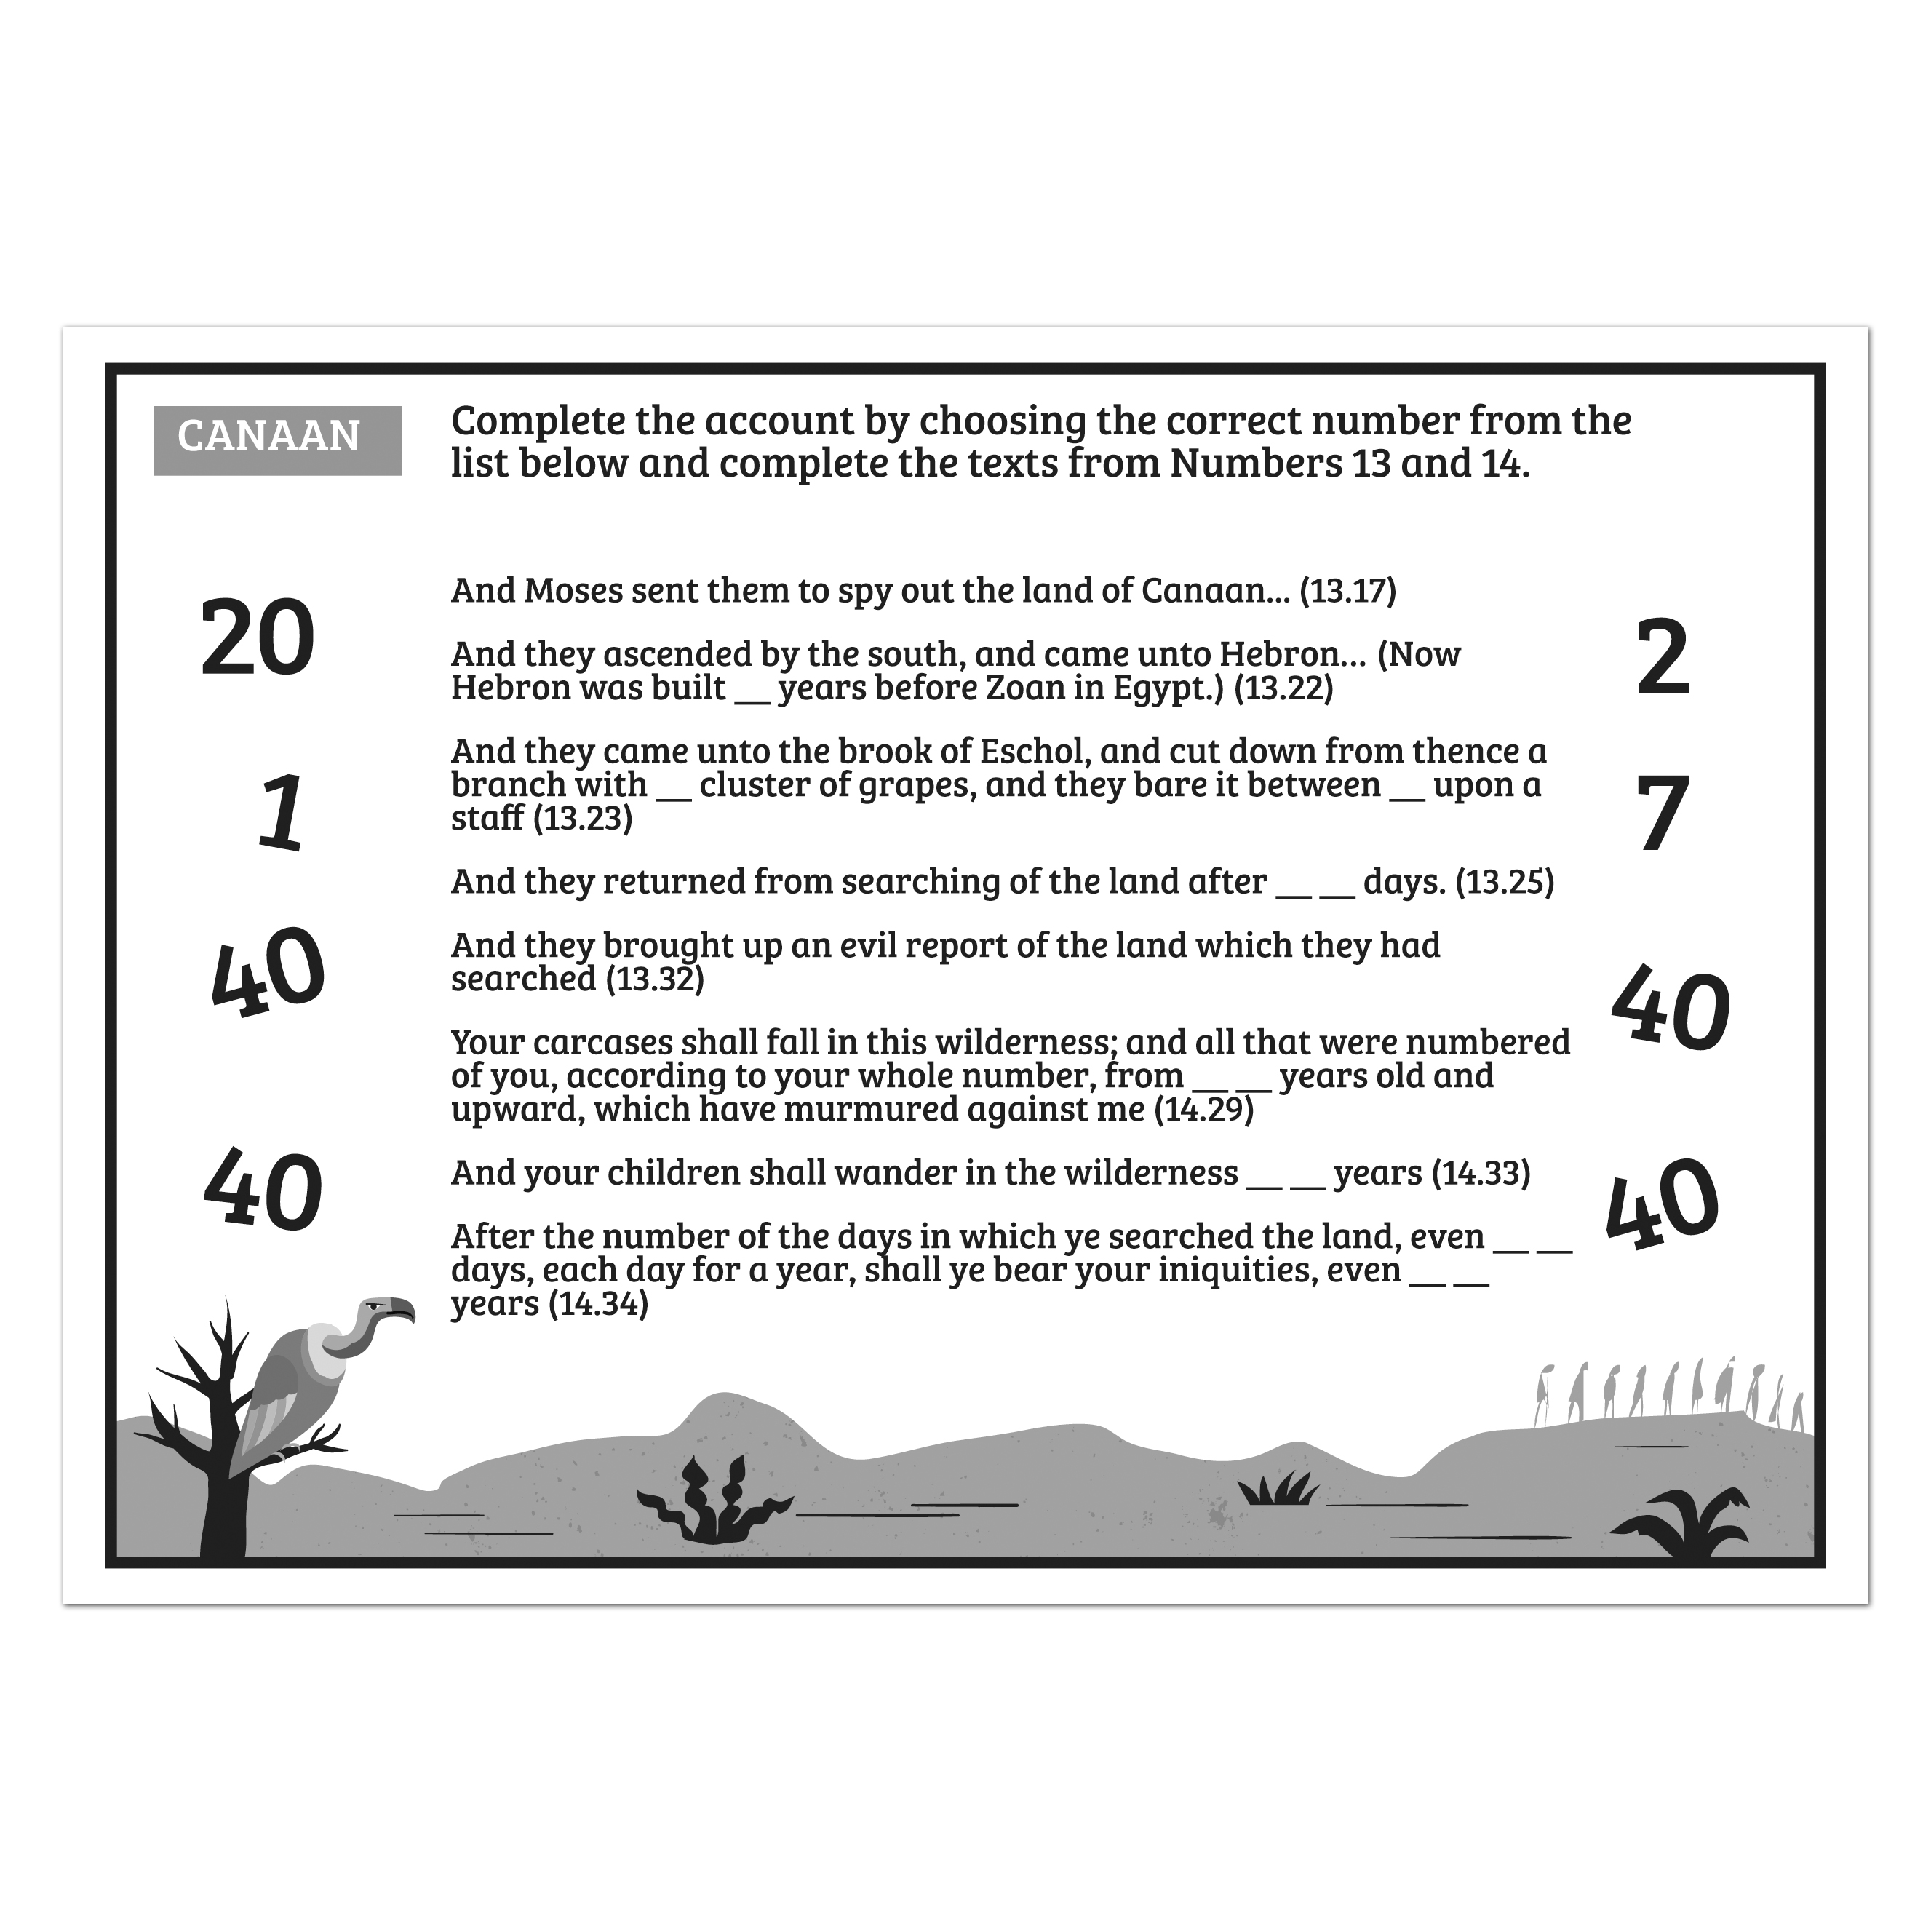 CANAAN
Complete the account by choosing the correct number from the
list below and complete the texts from Numbers 13 and 14.
20
1
40
40
And Moses sent them to spy out the land of Canaan... (13.17)
And they ascended by the south, and came unto Hebron... (Now
Hebron was built __ years before Zoan in Egypt.) (13.22)
And they came unto the brook of Eschol, and cut down from thence a
branch with __ cluster of grapes, and they bare it between __ upon a
staff (13.23)
And they returned from searching of the land after __ __ days. (13.25)
And they brought up an evil report of the land which they had
searched (13.32)
Your carcases shall fall in this wilderness; and all that were numbered
of you, according to your whole number, from __ __ years old and
upward, which have murmured against me (14.29)
And your children shall wander in the wilderness __ __ years (14.33)
After the number of the days in which ye searched the land, even __ __
days, each day for a year, shall ye bear your iniquities, even __ __
years (14.34)
2
7
40
40